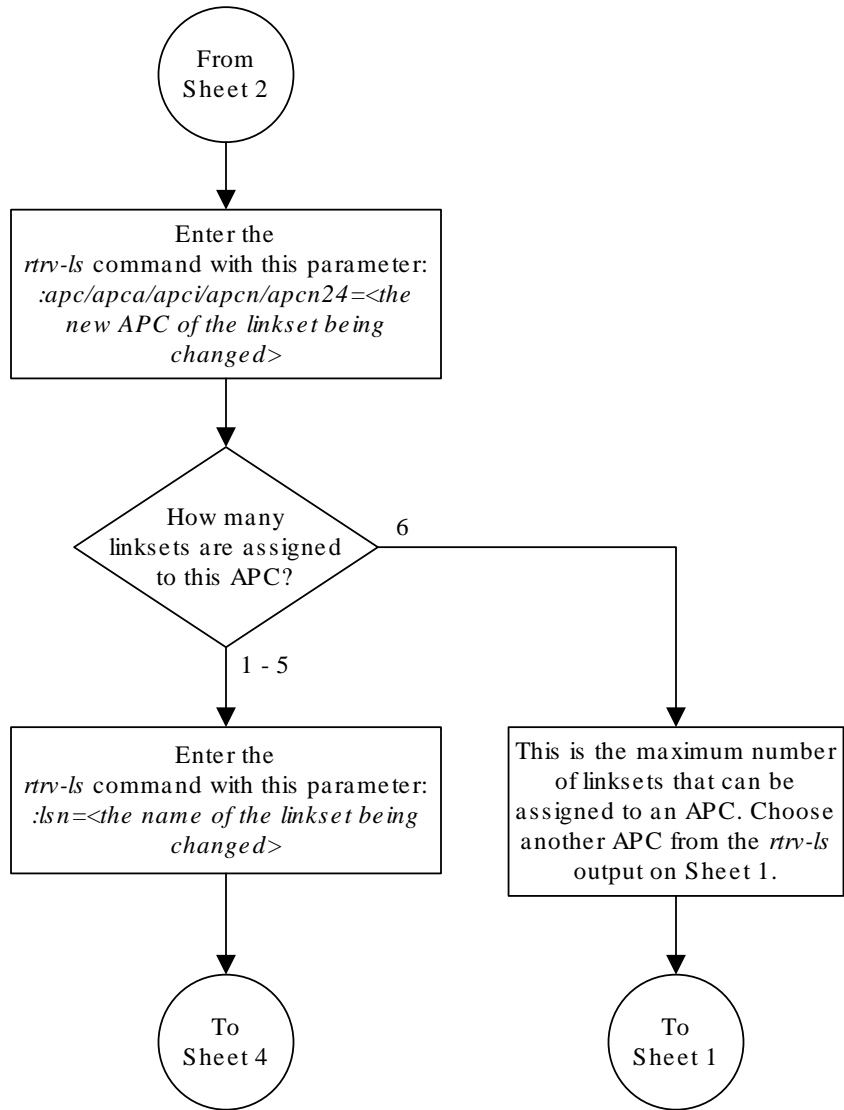 From
Sheet 2
Enter the
rtrv-ls command with this parameter:
:apc/apca/apci/apcn/apcn24=<the
new APC of the linkset being
changed>
How many
linksets are assigned
to this APC?
6
1 - 5
Enter the
rtrv-ls command with this parameter:
:lsn=<the name of the linkset being
changed>
This is the maximum number
of linksets that can be
assigned to an APC. Choose
another APC from the rtrv-ls
output on Sheet 1.
To
Sheet 4
To
Sheet 1